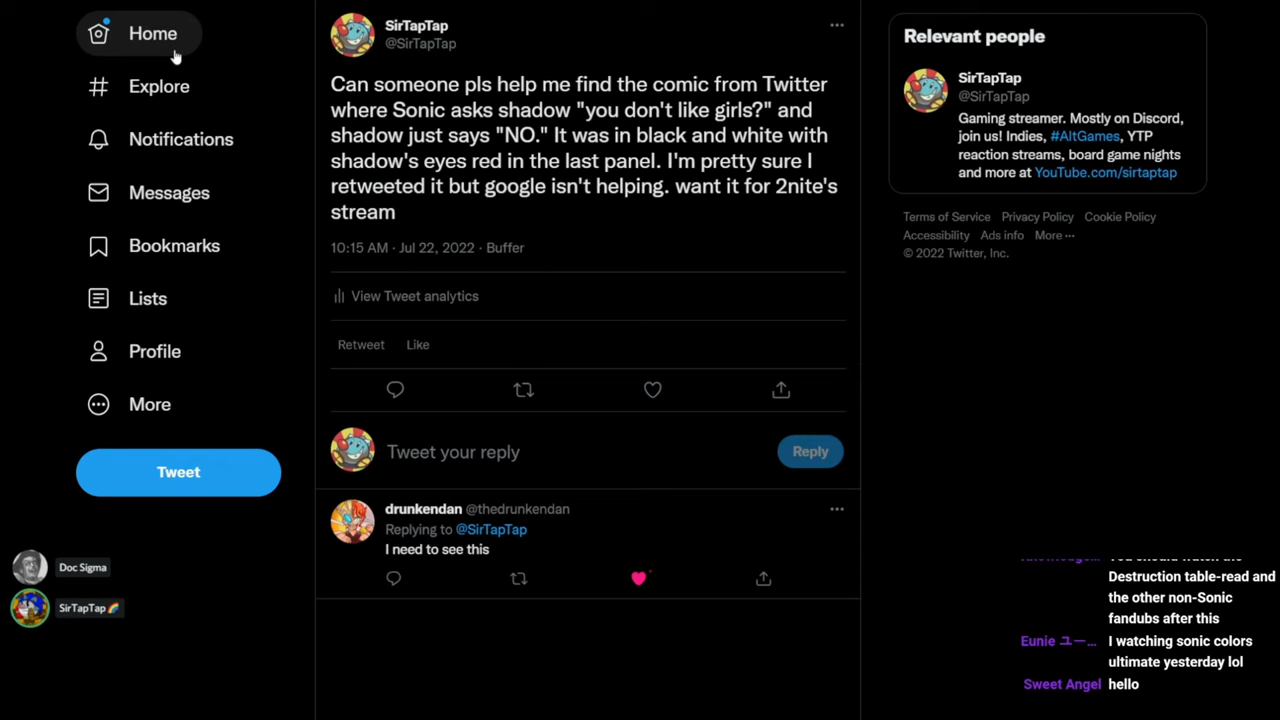 Home
Explore
Notifications
Messages
Bookmarks
Lists
Profile
More
Tweet
Doc Sigma
SirTapTap🌈
SirTapTap
@SirTapTap
Can someone pls help me find the comic from Twitter
where Sonic asks shadow "you don't like girls?" and
shadow just says "NO." It was in black and white with
shadow's eyes red in the last panel. I'm pretty sure I
retweeted it but google isn't helping. want it for 2nite's
stream
10:15 AM · Jul 22, 2022 · Buffer
View Tweet analytics
Retweet Like
Tweet your reply
Reply
drunkendan @thedrunkendan
Replying to @SirTapTap
I need to see this
Relevant people
SirTapTap
@SirTapTap
Gaming streamer. Mostly on Discord,
join us! Indies, #AltGames, YTP
reaction streams, board game nights
and more at YouTube.com/sirtaptap
Terms of Service Privacy Policy Cookie Policy
Accessibility Ads info More ···
© 2022 Twitter, Inc.
You should watch the
Destruction table-read and
the other non-Sonic
fandubs after this
Eunie ユー... I watching sonic colors
ultimate yesterday lol
Sweet Angel hello